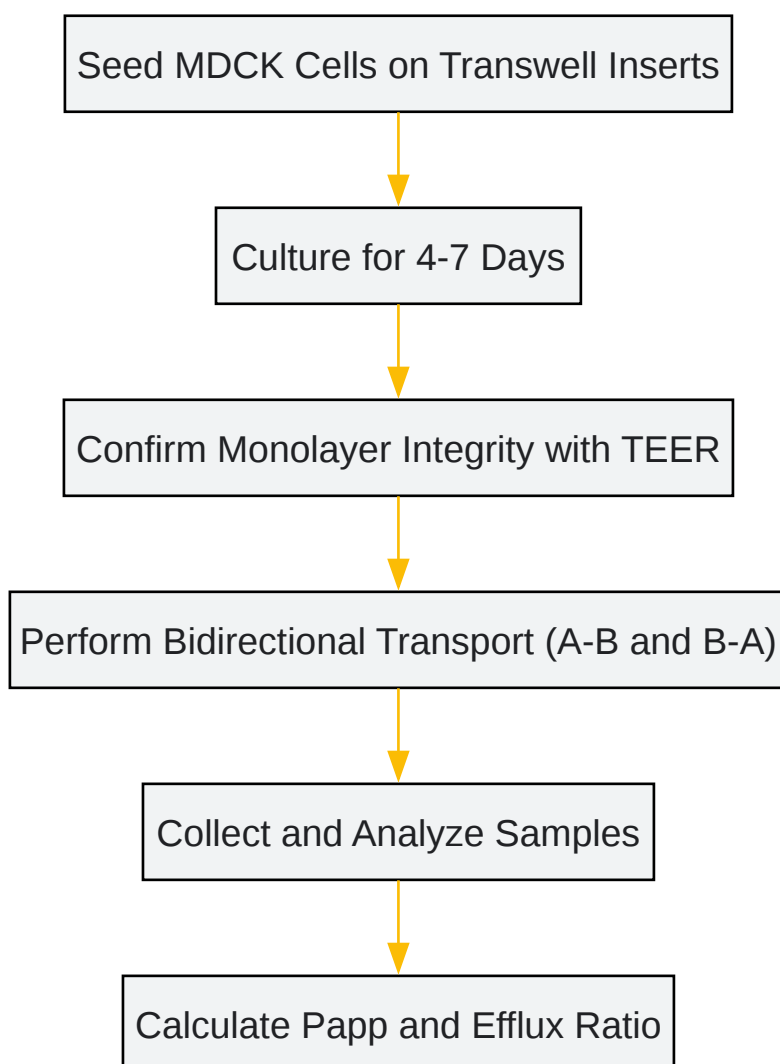 Seed MDCK Cells on Transwell Inserts
Culture for 4-7 Days
Confirm Monolayer Integrity with TEER
Perform Bidirectional Transport (A-B and B-A)
Collect and Analyze Samples
Calculate Papp and Efflux Ratio